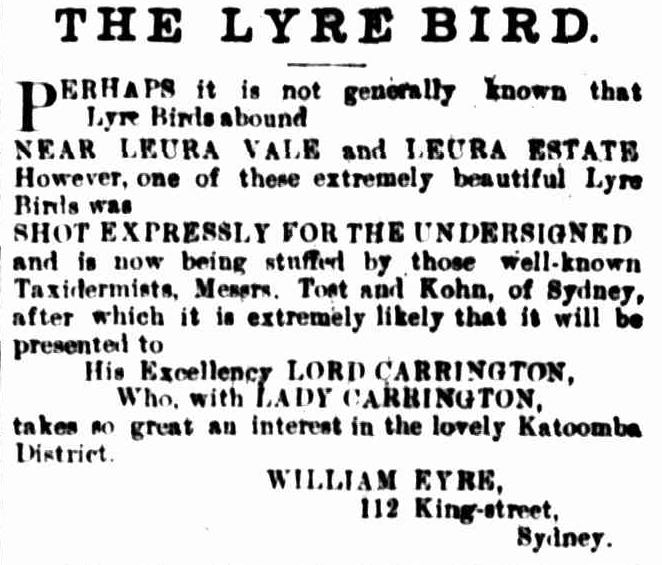 THE LYRE BIRD.
PERHAPS it is not generally known that
Lyre Birds abound
NEAR LEURA VALE and LEURA ESTATE
However, one of these extremely beautiful Lyre
Birds was
SHOT EXPRESSLY FOR THE UNDERSIGNED
and is now being stuffed by those well-known
Taxidermists, Messrs. Tost and Kohn, of Sydney,
after which it is extremely likely that it will be
presented to
His Excellency LORD CARRINGTON,
Who, with LADY CARRINGTON,
takes so great an interest in the lovely Katoomba
District.
WILLIAM EYRE,
112 King-street,
Sydney.